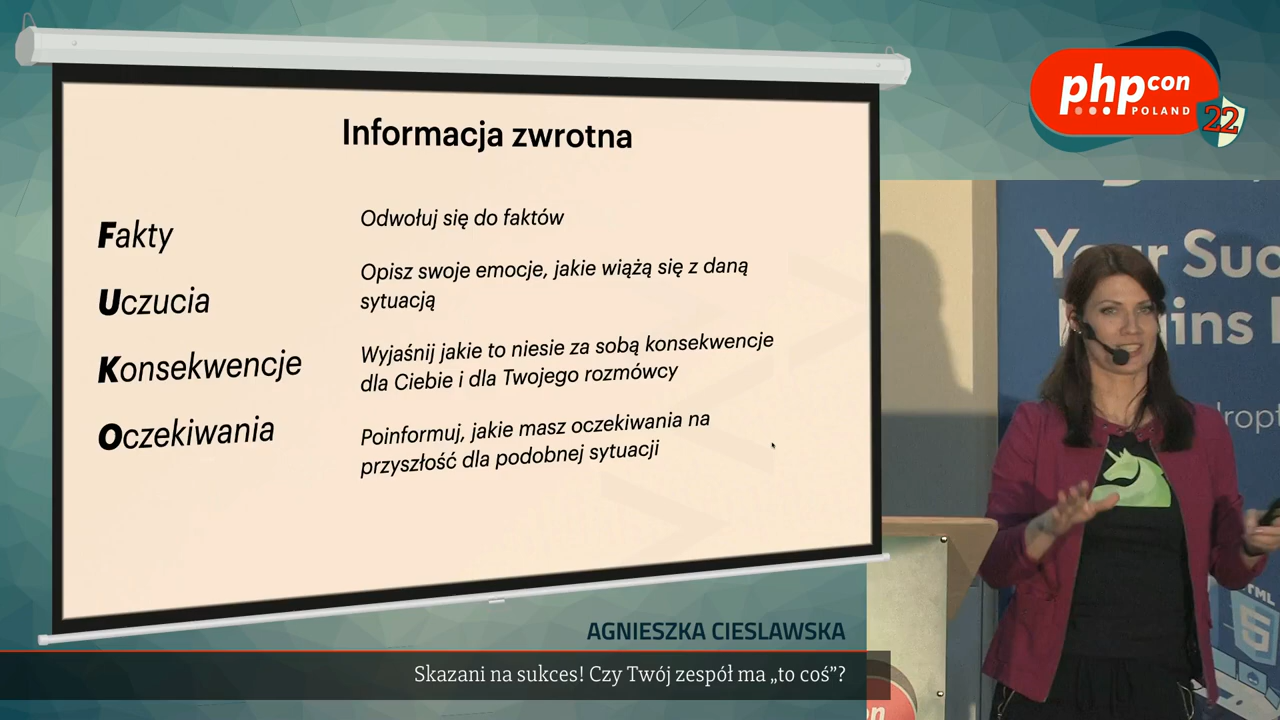 Informacja zwrotna
Fakty
Odwołuj się do faktów
Uczucia
Opisz swoje emocje, jakie wiążą się z daną
sytuacją
Konsekwencje
Wyjaśnij jakie to niesie za sobą konsekwencje
dla Ciebie i dla Twojego rozmówcy
Oczekiwania
Poinformuj, jakie masz oczekiwania na
przyszłość dla podobnej sytuacji
phpcon
POLAND
22
AGNIESZKA CIESLAWSKA
Skazani na sukces! Czy Twój zespół ma „to coś”?